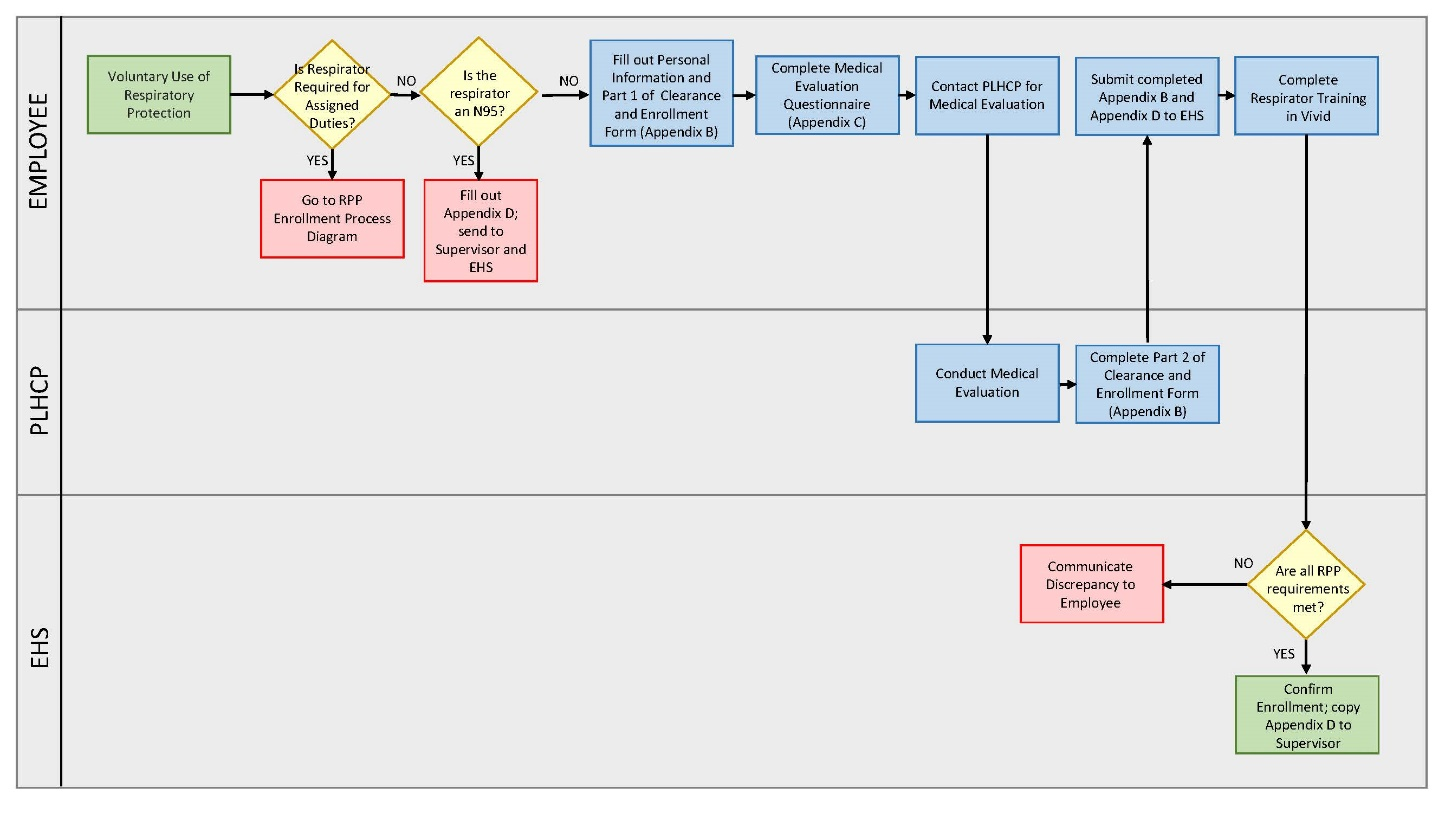 EMPLOYEE
Voluntary Use of
Respiratory
Protection
Is Respirator
Required for
Assigned
Duties?
NO
YES
Go to RPP
Enrollment Process
Diagram
Is the
respirator
an N95?
NO
YES
Fill out
Appendix D;
send to
Supervisor and
EHS
Fill out Personal
Information and
Part 1 of Clearance
and Enrollment
Form (Appendix B)
Complete Medical
Evaluation
Questionnaire
(Appendix C)
Contact PLHCP for
Medical Evaluation
Submit completed
Appendix B and
Appendix D to EHS
Complete
Respirator Training
in Vivid
PLHCP
Conduct Medical
Evaluation
Complete Part 2 of
Clearance and
Enrollment Form
(Appendix B)
EHS
Communicate
Discrepancy to
Employee
NO
Are all RPP
requirements
met?
YES
Confirm
Enrollment; copy
Appendix D to
Supervisor